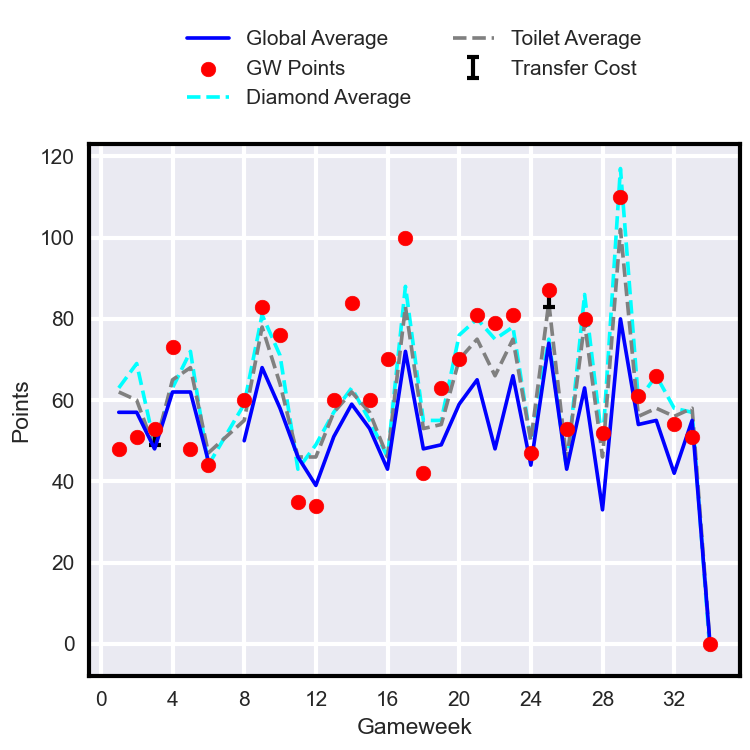 Global Average
GW Points
Diamond Average
Toilet Average
Transfer Cost
120
100
80
60
40
20
0
Points
0 4 8 12 16 20 24 28 32
Gameweek